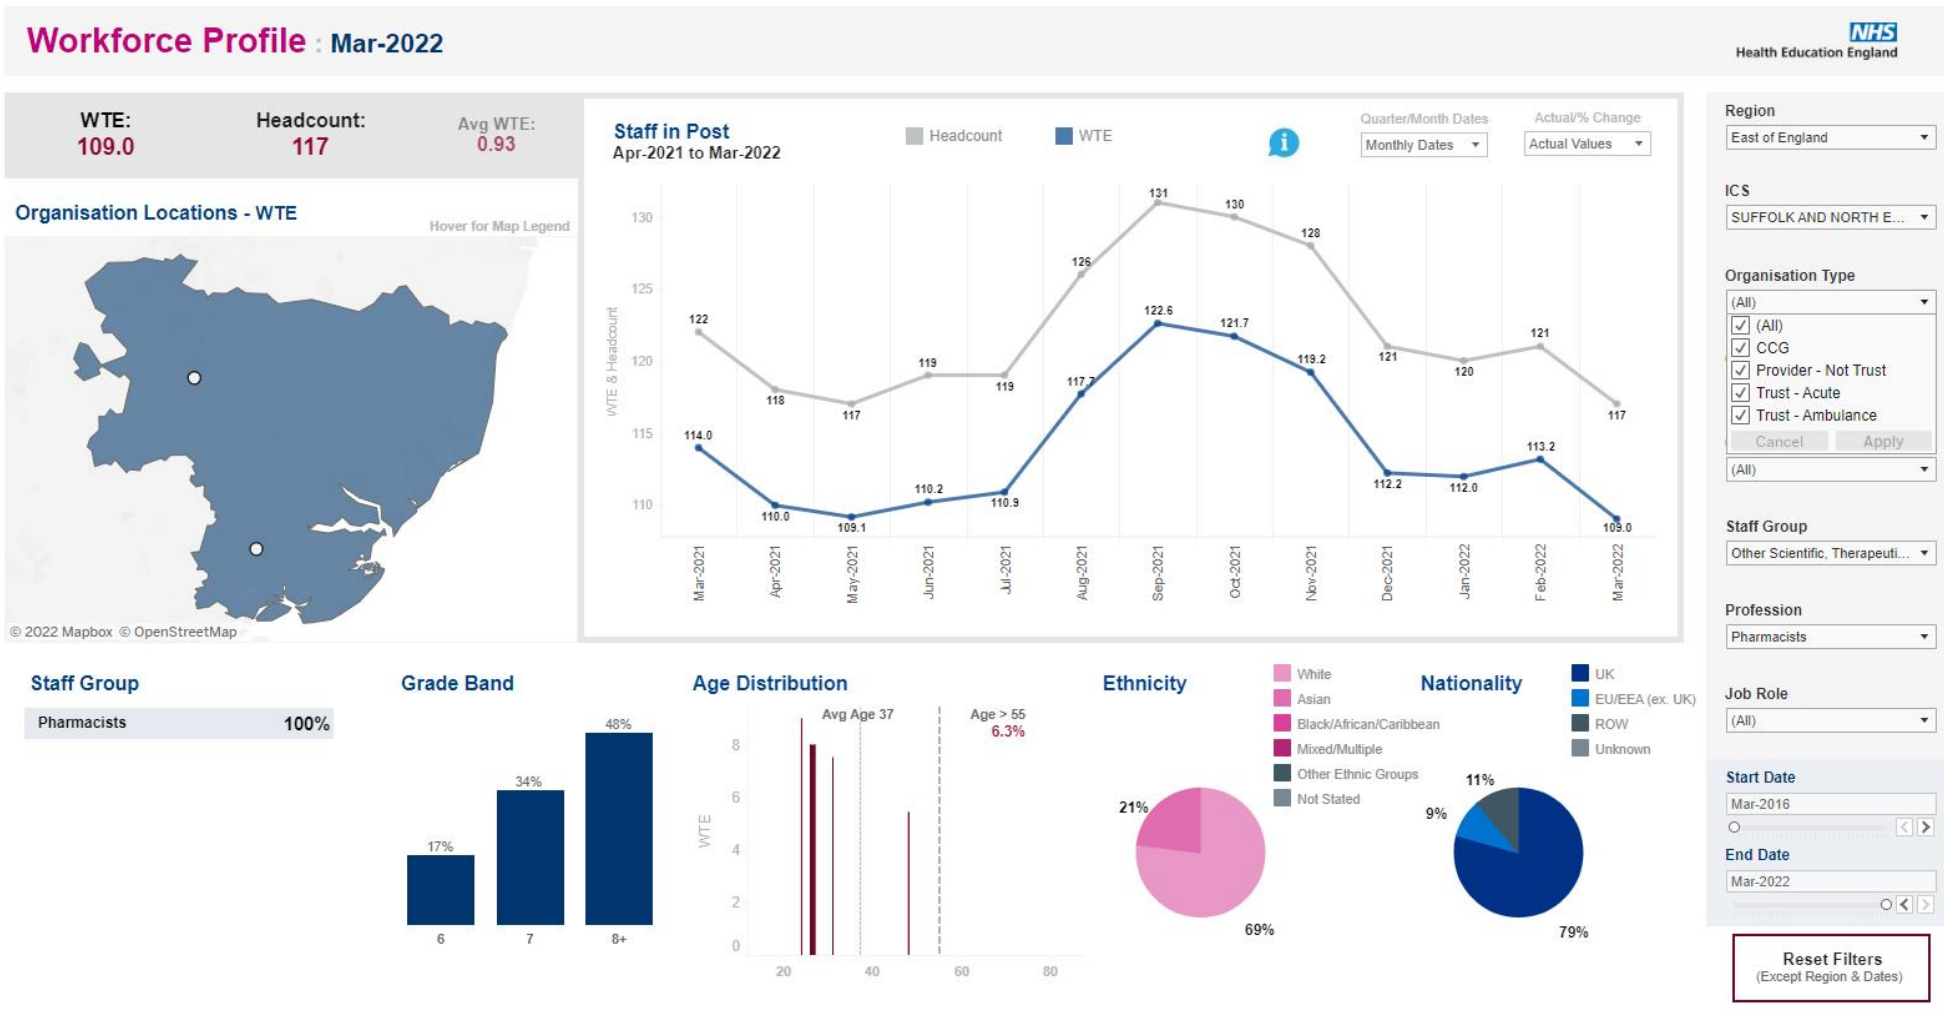 Workforce Profile : Mar-2022
NHS
Health Education England
WTE:
109.0
Headcount:
117
Avg WTE:
0.93
Organisation Locations - WTE
Hover for Map Legend
© 2022 Mapbox © OpenStreetMap
Staff in Post
Apr-2021 to Mar-2022
Headcount
WTE
i
Quarter/Month Dates
Monthly Dates
Actual/% Change
Actual Values
WTE & Headcount
130
125
120
115
110
122
118
117
119
119
126
131
130
128
121
120
121
117
114.0
110.0
109.1
110.2
110.9
117.7
122.6
121.7
119.2
112.2
112.0
113.2
109.0
Mar-2021
Apr-2021
May-2021
Jun-2021
Jul-2021
Aug-2021
Sep-2021
Oct-2021
Nov-2021
Dec-2021
Jan-2022
Feb-2022
Mar-2022
Region
East of England
ICS
SUFFOLK AND NORTH E...
Organisation Type
(All)
(All)
CCG
Provider - Not Trust
Trust - Acute
Trust - Ambulance
Cancel Apply
(All)
Staff Group
Other Scientific, Therapeuti...
Profession
Pharmacists
Job Role
(All)
Start Date
Mar-2016
End Date
Mar-2022
Reset Filters
(Except Region & Dates)
Staff Group
Pharmacists 100%
Grade Band
17%
34%
48%
6 7 8+
Age Distribution
Avg Age 37
Age > 55
6.3%
WTE
8
6
4
2
0
20 40 60 80
Ethnicity
White
Asian
Black/African/Caribbean
Mixed/Multiple
Other Ethnic Groups
Not Stated
21%
69%
Nationality
UK
EU/EEA (ex. UK)
ROW
Unknown
11%
9%
79%